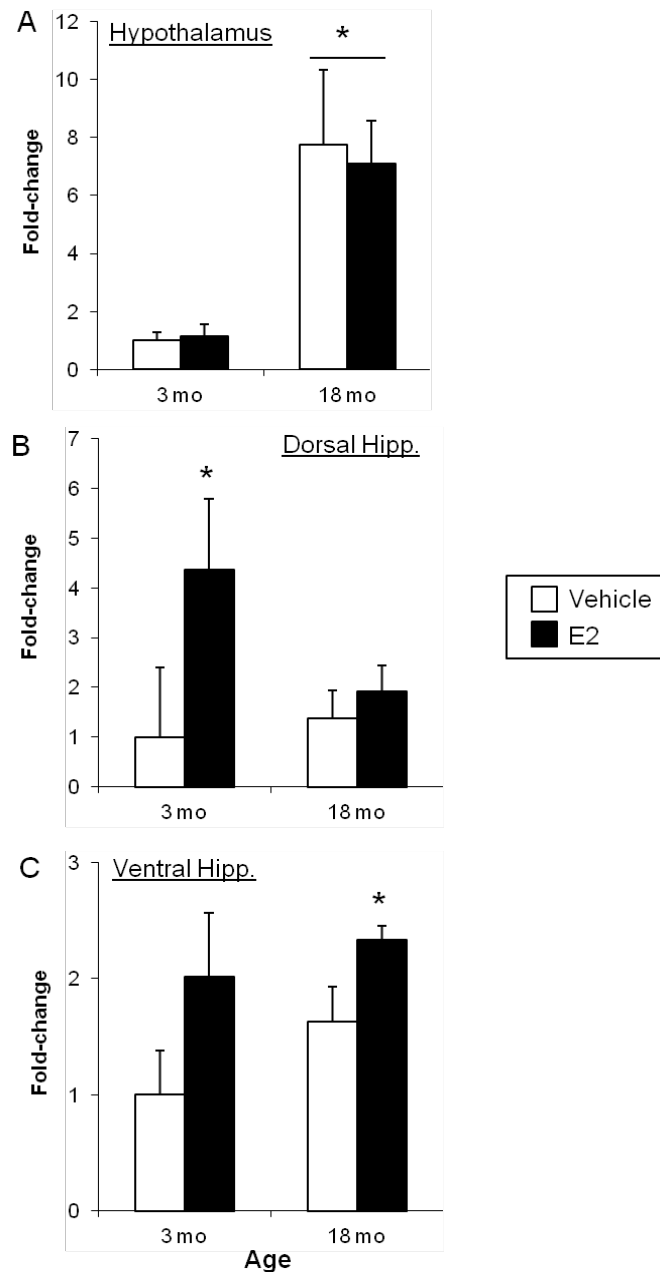 A
Hypothalamus
*
12
10
8
6
4
2
0
Fold-change
3 mo
18 mo
B
Dorsal Hipp.
*
7
6
5
4
3
2
1
0
Fold-change
3 mo
18 mo
Vehicle
E2
C
Ventral Hipp.
*
3
2
1
0
Fold-change
3 mo
18 mo
Age